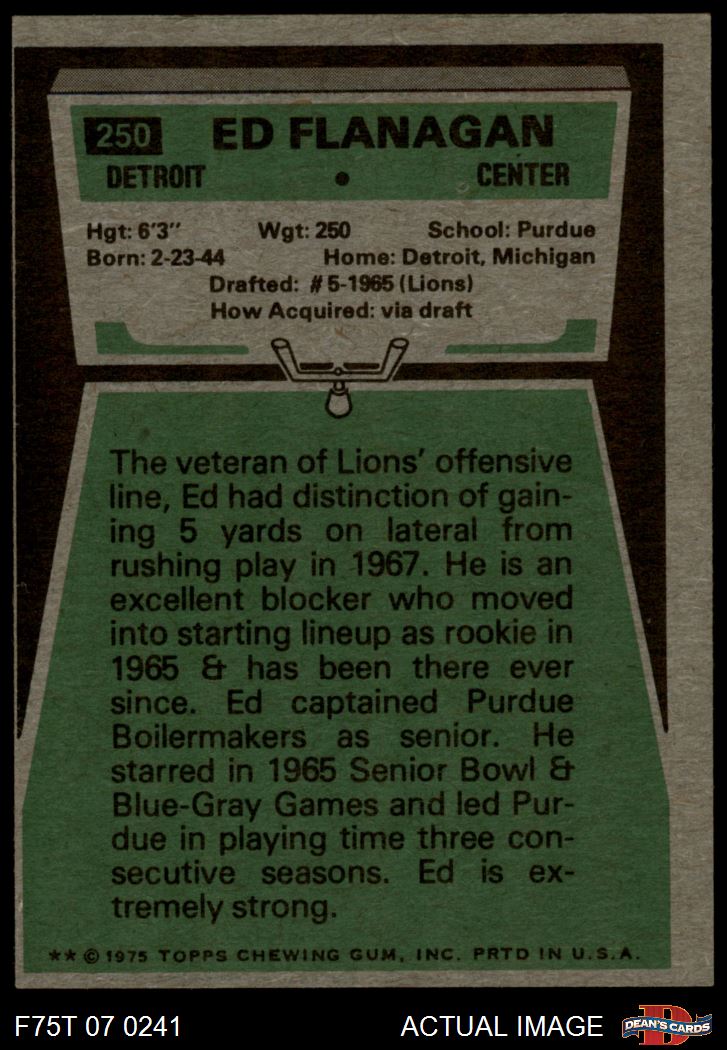 250 ED FLANAGAN
DETROIT • CENTER
Hgt: 6'3" Wgt: 250 School: Purdue
Born: 2-23-44 Home: Detroit, Michigan
Drafted: #5-1965 (Lions)
How Acquired: via draft
The veteran of Lions' offensive
line, Ed had distinction of gain-
ing 5 yards on lateral from
rushing play in 1967. He is an
excellent blocker who moved
into starting lineup as rookie in
1965 & has been there ever
since. Ed captained Purdue
Boilermakers as senior. He
starred in 1965 Senior Bowl &
Blue-Gray Games and led Pur-
due in playing time three con-
secutive seasons. Ed is ex-
tremely strong.
** © 1975 TOPPS CHEWING GUM, INC. PRTD IN U.S.A.
F75T 07 0241 ACTUAL IMAGE D DEAN'S CARDS